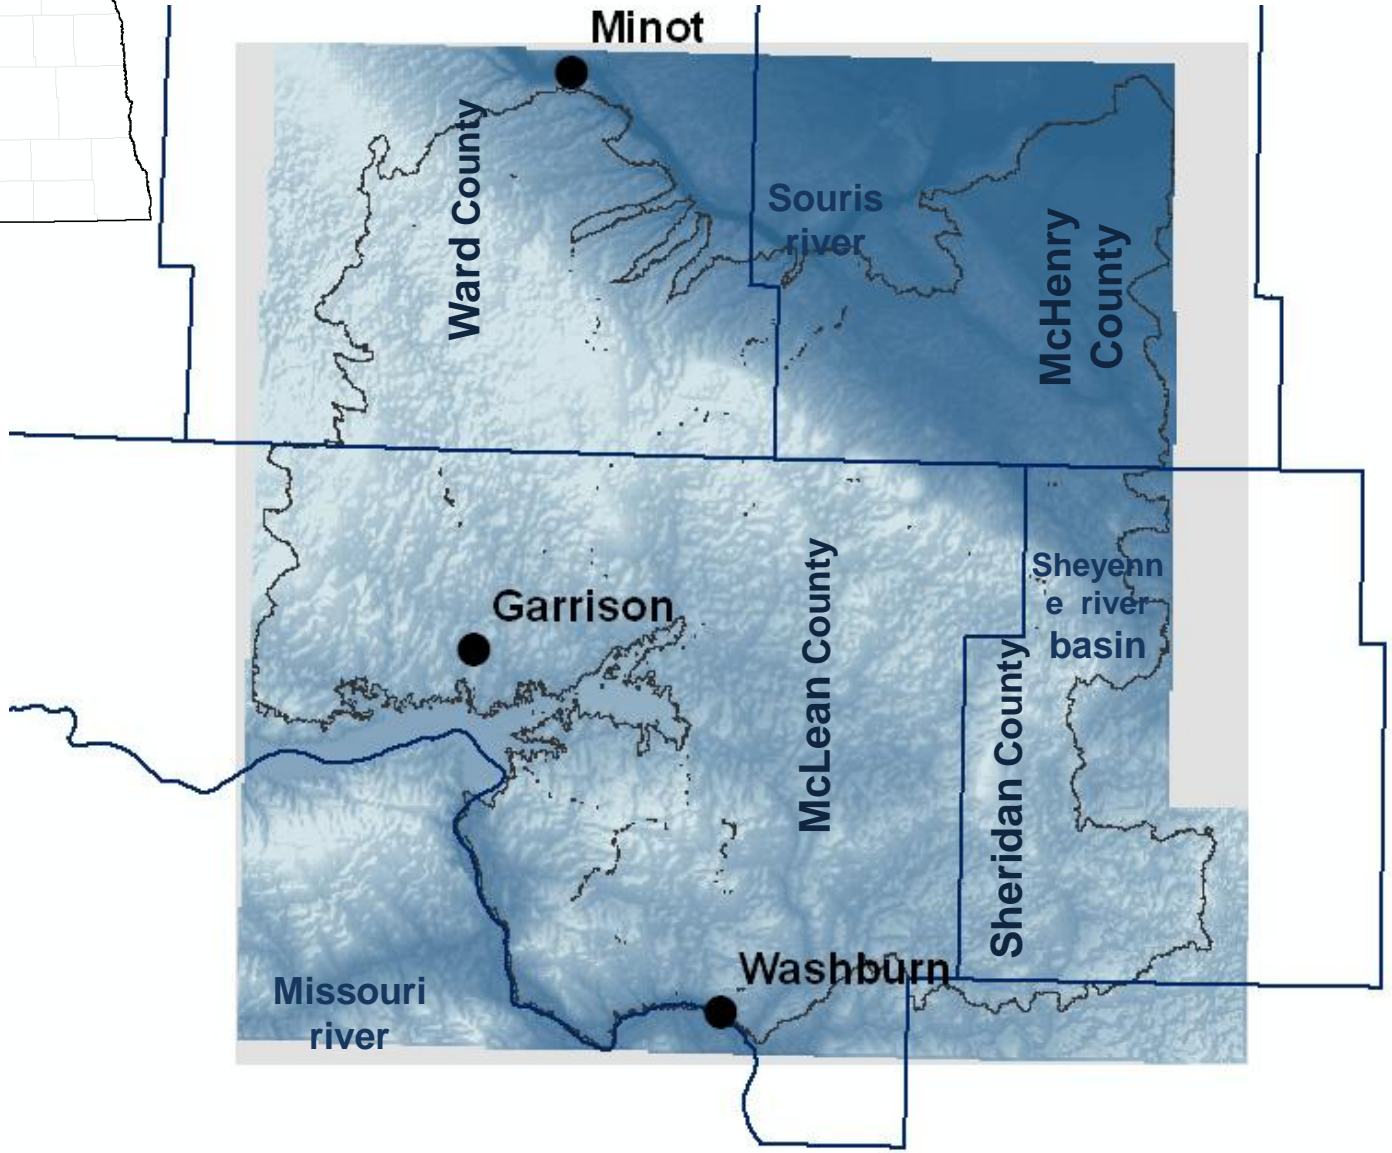 Minot
Ward County
Souris
river
McHenry
County
Garrison
McLean County
Sheyenn
e river
basin
Sheridan County
Washburn
Missouri
river